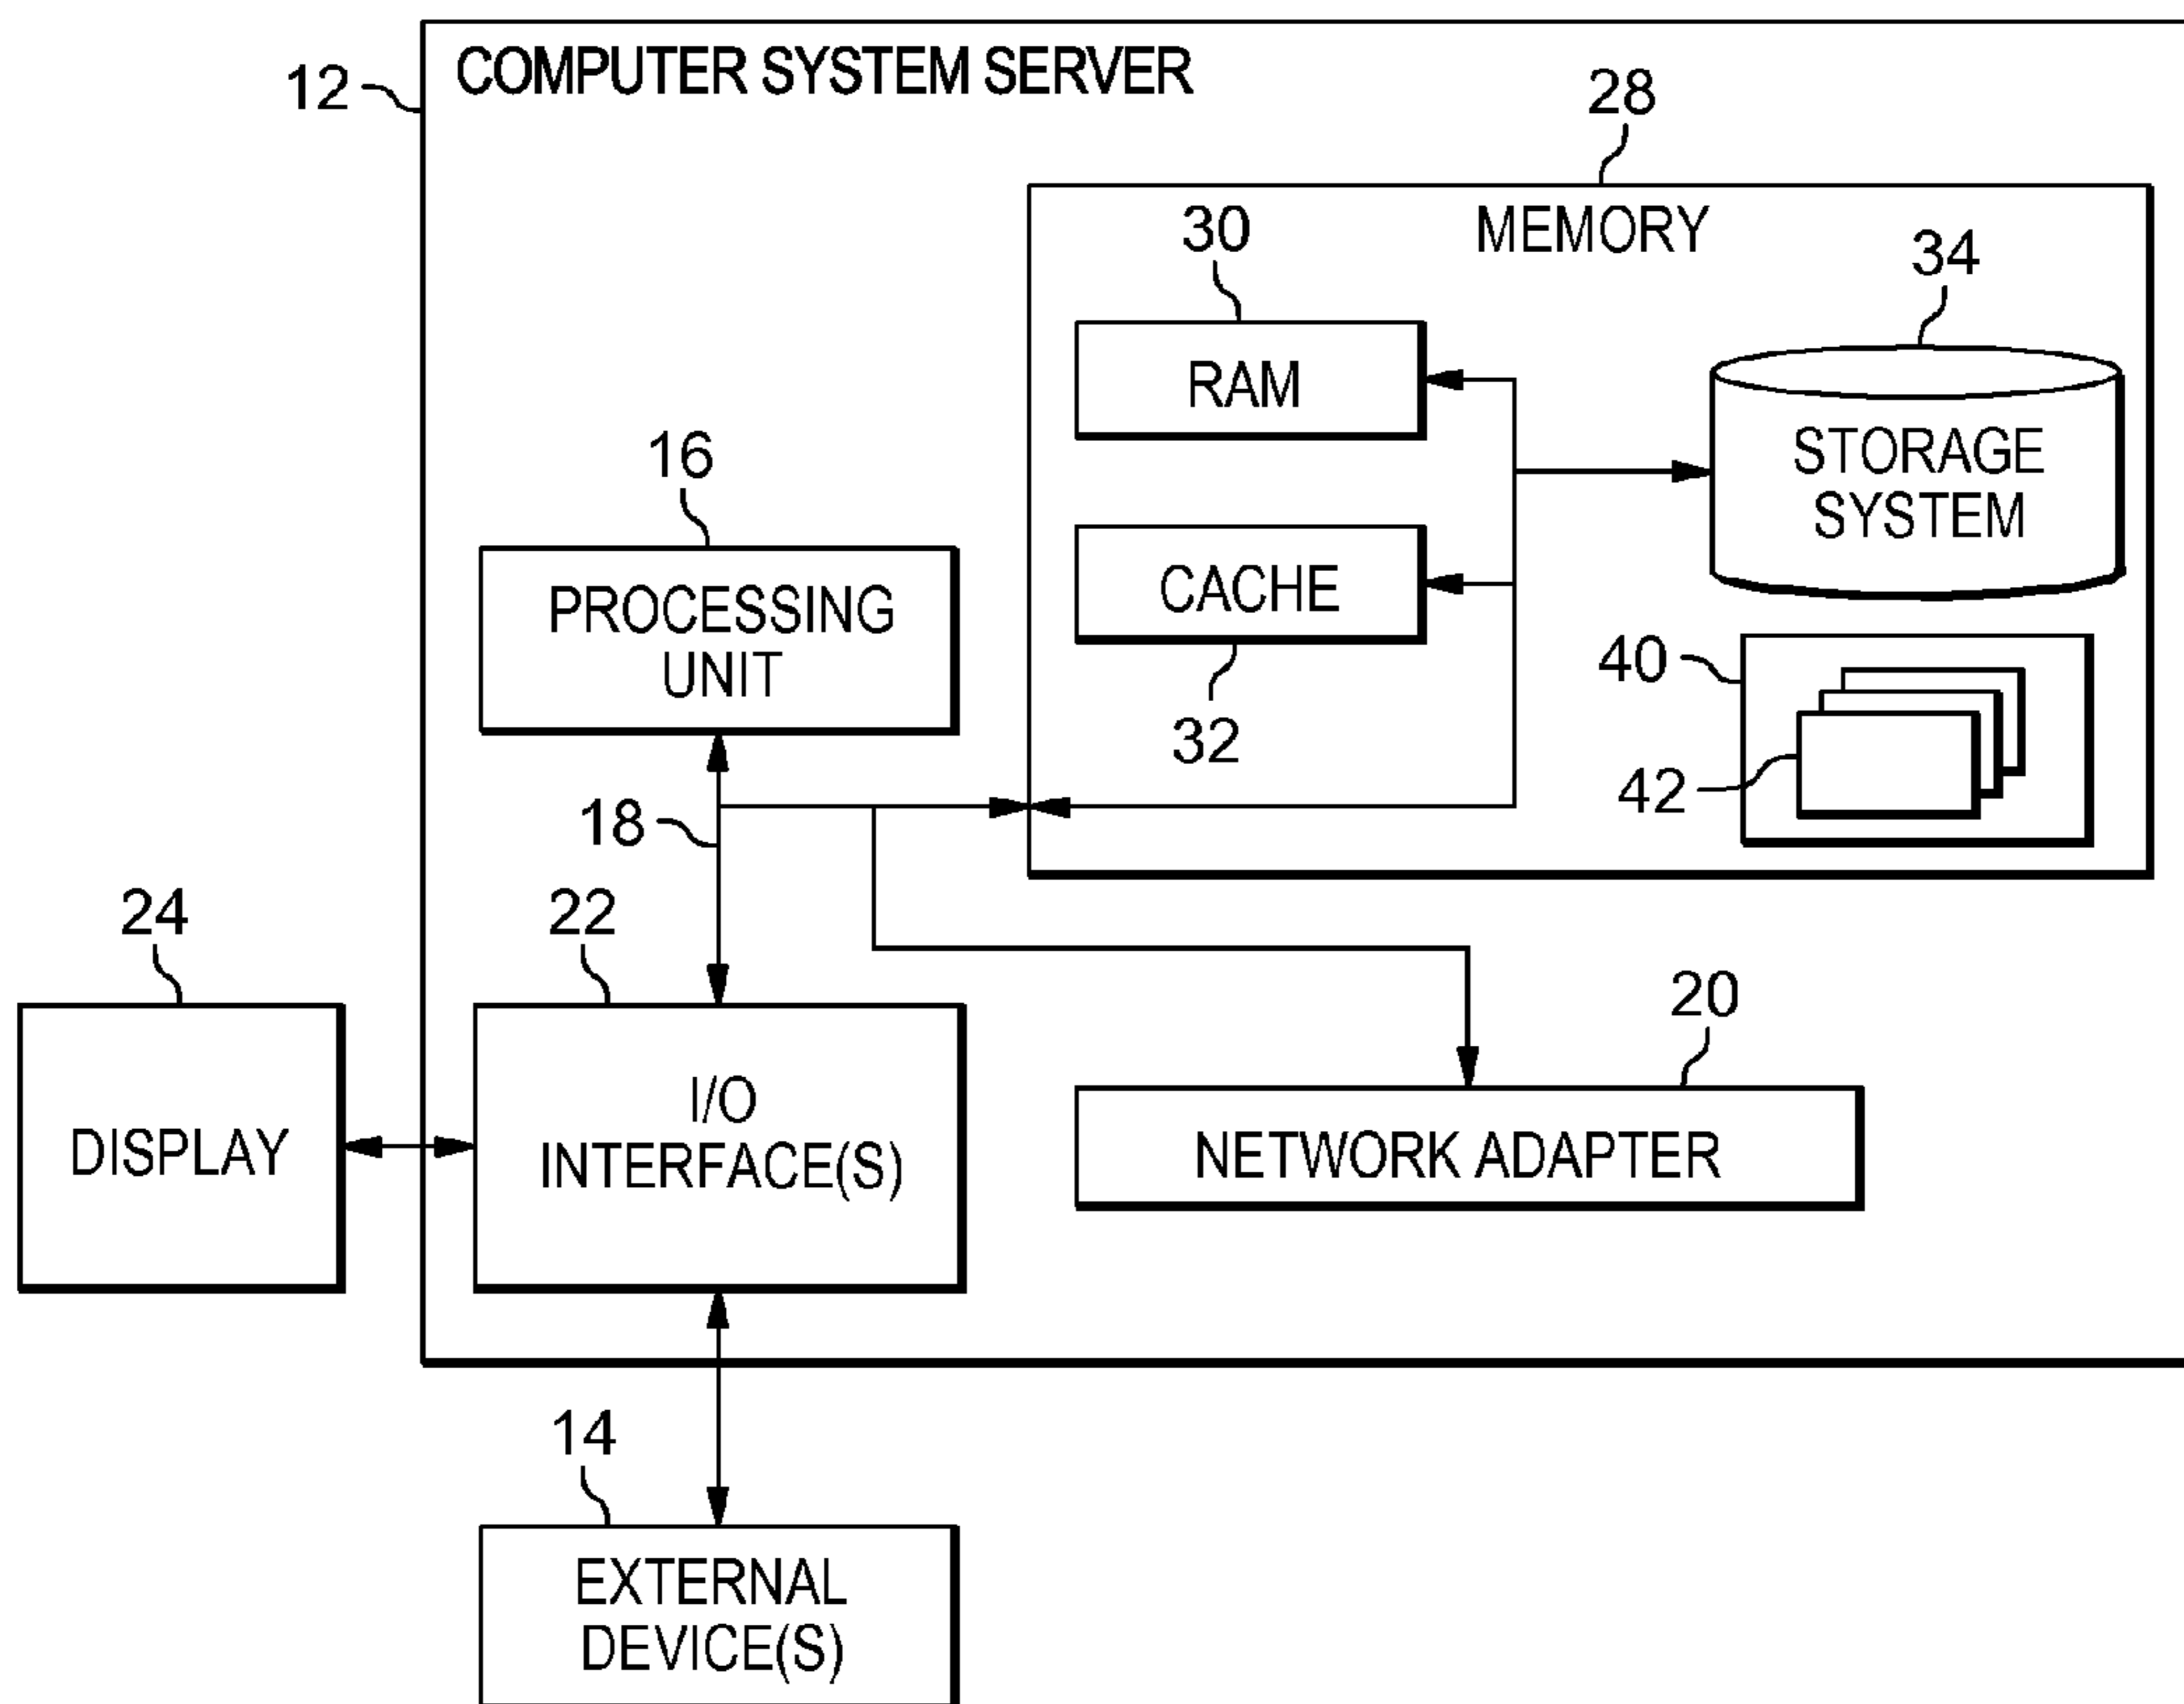 12
COMPUTER SYSTEM SERVER
28
MEMORY
30
34
RAM
STORAGE
SYSTEM
16
PROCESSING
UNIT
CACHE
32
40
42
18
24
22
20
DISPLAY
I/O
INTERFACE(S)
NETWORK ADAPTER
14
EXTERNAL
DEVICE(S)